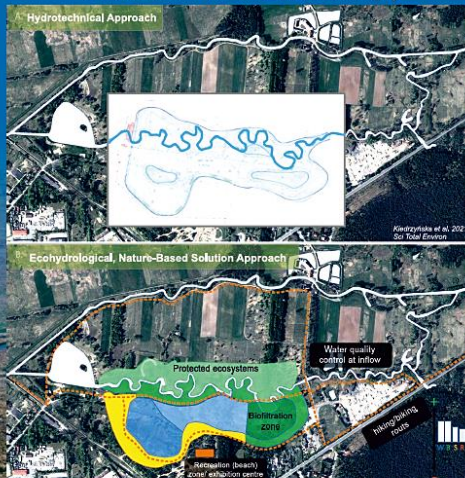 A. Hydrotechnical Approach
Kiedrzyńska et al. 202
Sci Total Environ
B. Ecohydrological, Nature-Based Solution Approach
Water quality
control at inflow
Protected ecosystems
Biofiltration
zone
hiking/biking
routs
Recreation (beach)
zone/ exhibition centre
W B S R